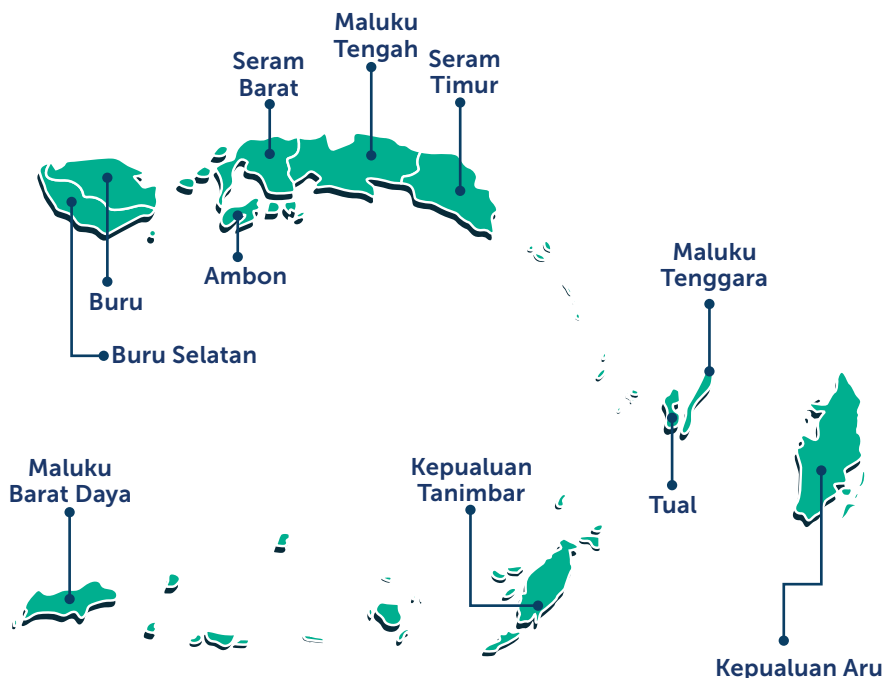 Maluku
Tengah
Seram
Barat
Seram
Timur
Ambon
Buru
Buru Selatan
Maluku
Tenggara
Maluku
Barat Daya
Kepualuan
Tanimbar
Tual
Kepualuan Aru